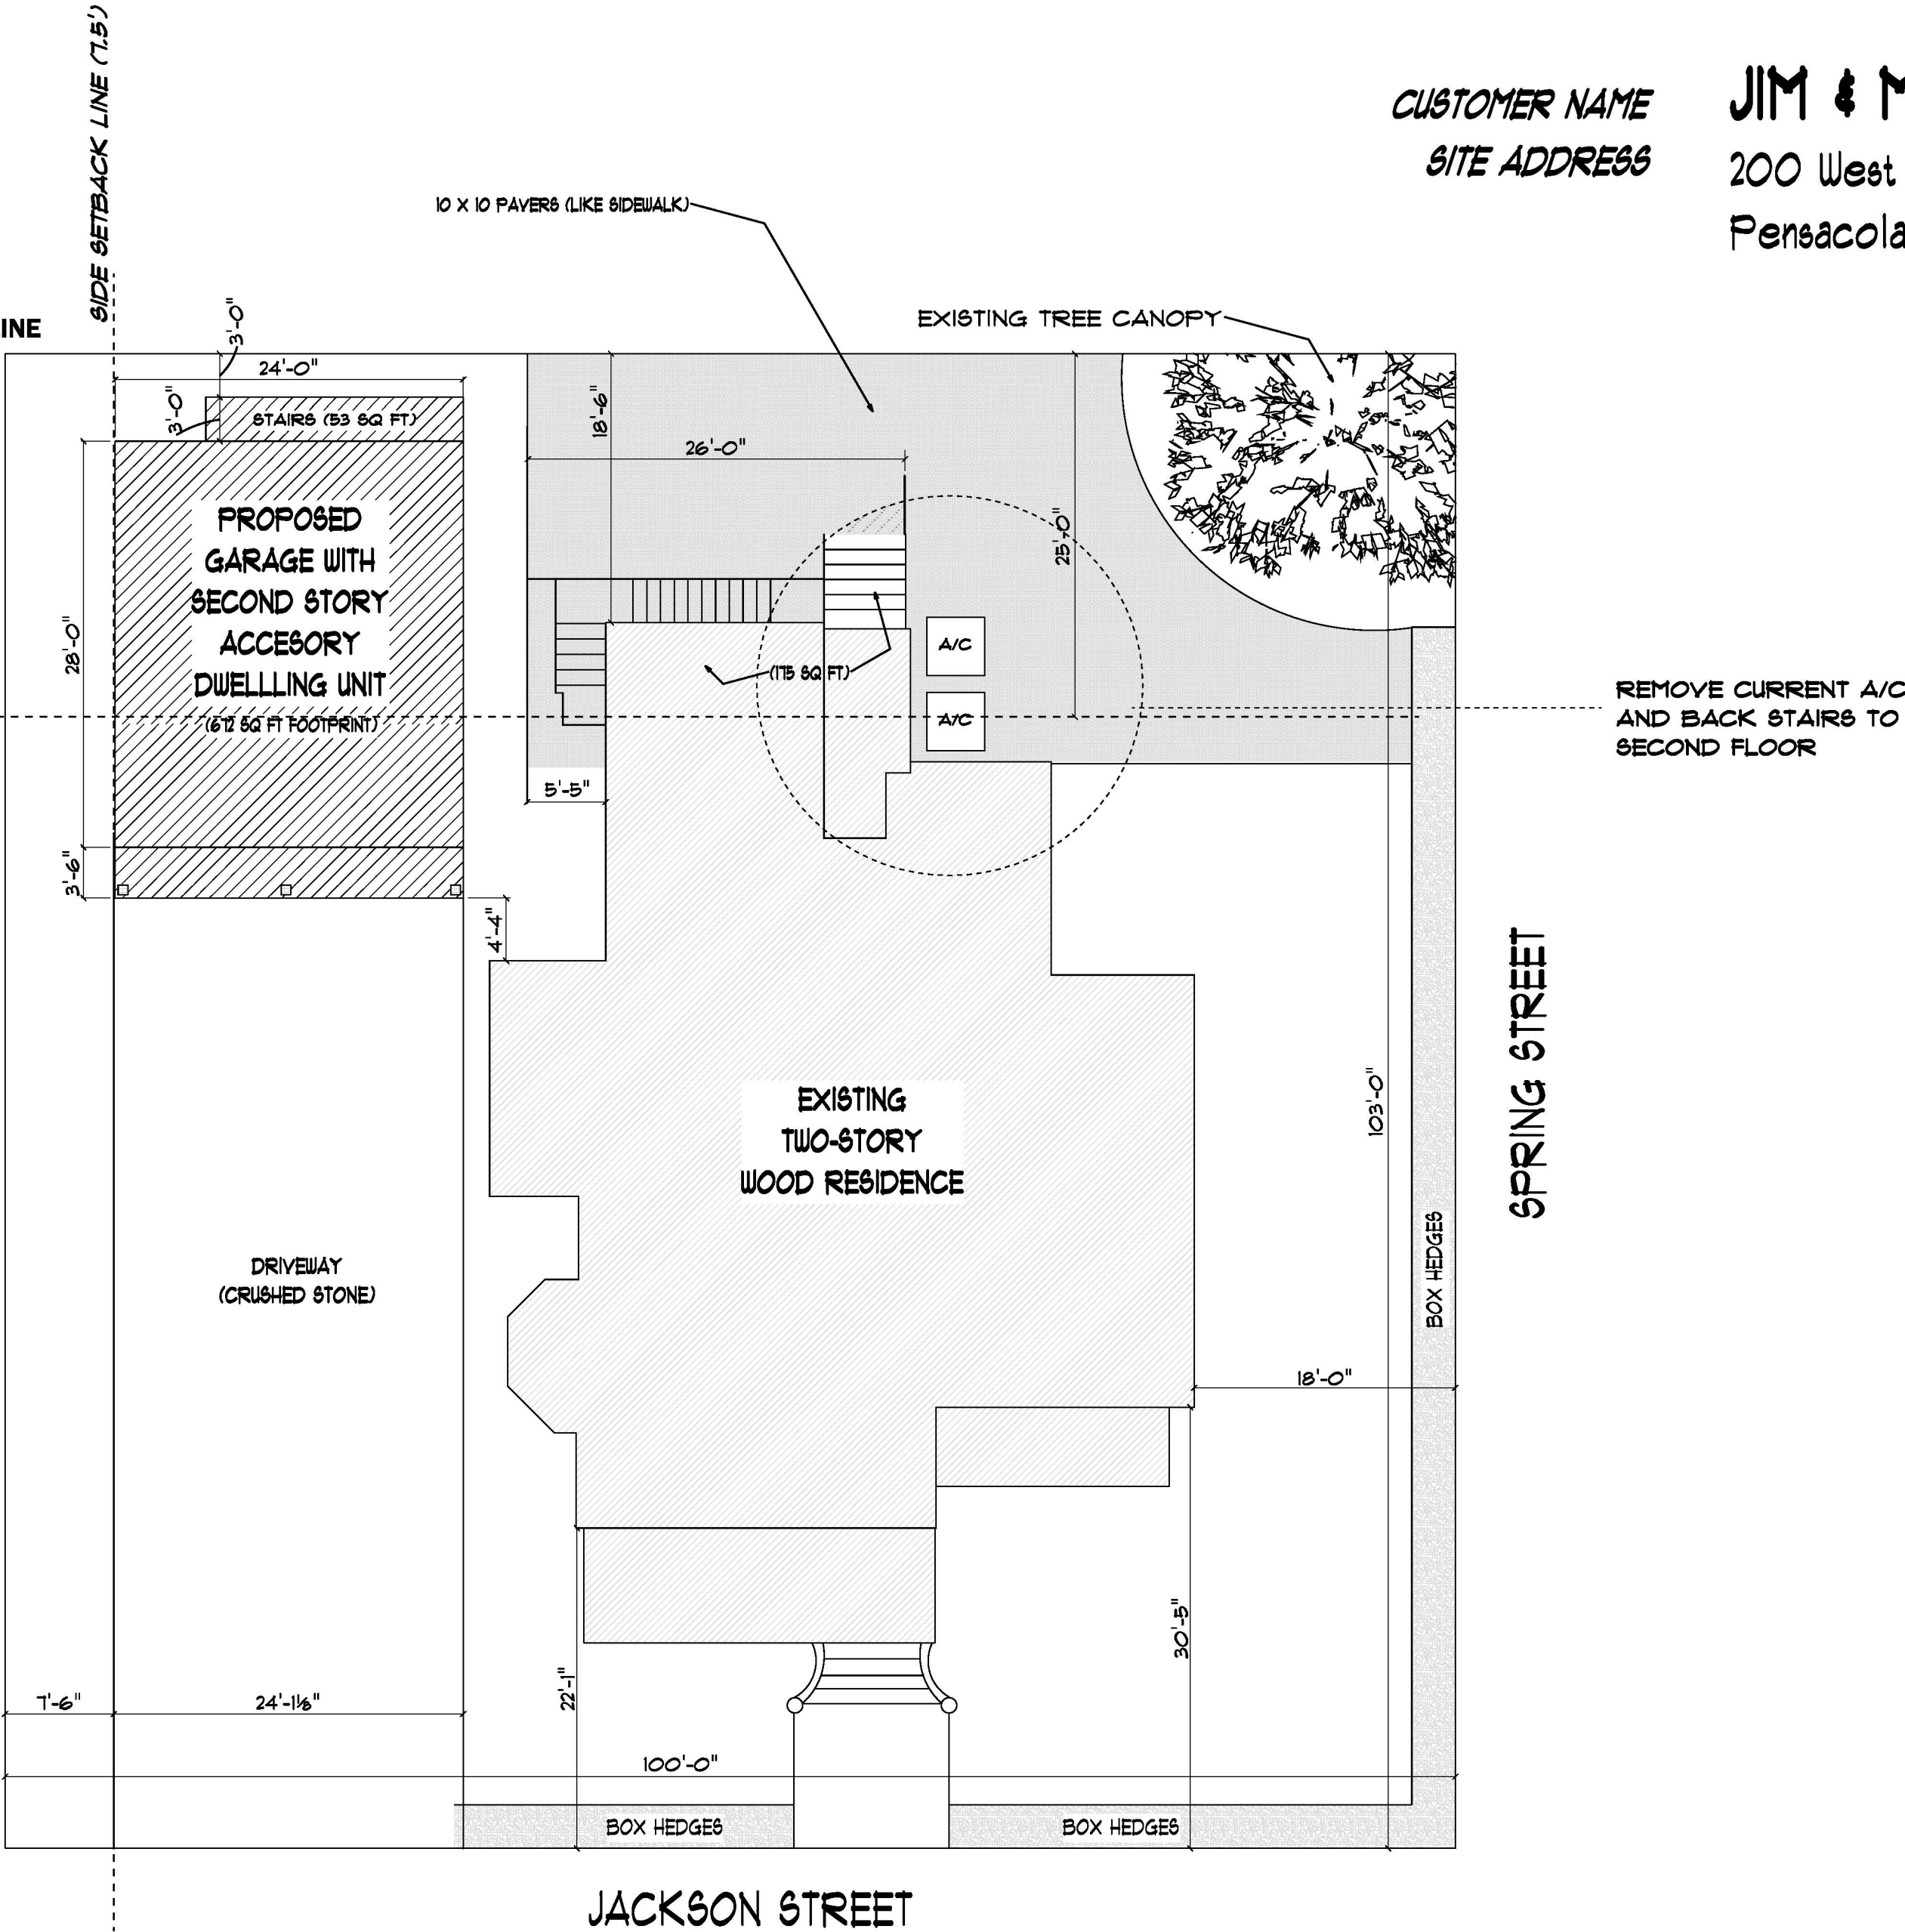 SIDE SETBACK LINE (7.5')
CUSTOMER NAME
JIM & M
SITE ADDRESS
200 West
Pensacola
10 X 10 PAVERS (LIKE SIDEWALK)
EXISTING TREE CANOPY
INE
3'-0"
24'-0"
3'-0"
STAIRS (53 SQ FT)
18'-6"
26'-0"
25'-0"
PROPOSED
GARAGE WITH
SECOND STORY
ACCESORY
DWELLLING UNIT
(672 SQ FT FOOTPRINT)
28'-0"
A/C
(175 SQ FT)
A/C
REMOVE CURRENT A/C
AND BACK STAIRS TO
SECOND FLOOR
5'-5"
3'-6"
4'-4"
SPRING STREET
EXISTING
TWO-STORY
WOOD RESIDENCE
103'-0"
BOX HEDGES
DRIVEWAY
(CRUSHED STONE)
18'-0"
30'-5"
22'-1"
7'-6"
24'-1⅛"
100'-0"
BOX HEDGES
BOX HEDGES
JACKSON STREET